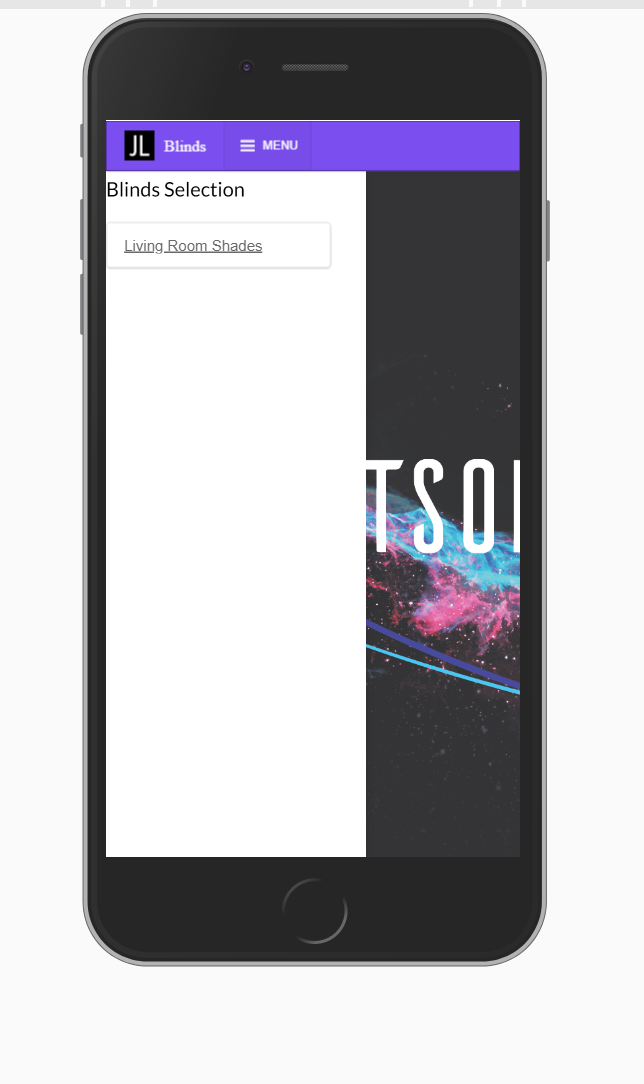 JL Blinds MENU
Blinds Selection
Living Room Shades
TSO